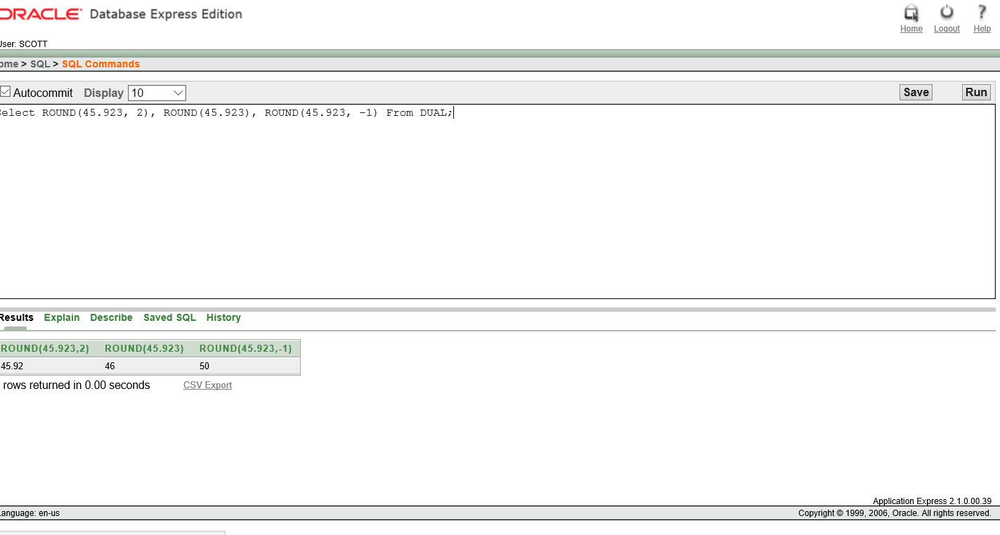 ORACLE Database Express Edition
Home Logout Help
User: SCOTT
ome > SQL > SQL Commands
Autocommit Display 10 Save Run
Select ROUND(45.923, 2), ROUND(45.923), ROUND(45.923, -1) From DUAL;
Results Explain Describe Saved SQL History
ROUND(45.923,2) ROUND(45.923) ROUND(45.923,-1)
45.92 46 50
rows returned in 0.00 seconds CSV Export
Application Express 2.1.0.00.39
Language: en-us Copyright © 1999, 2006, Oracle. All rights reserved.